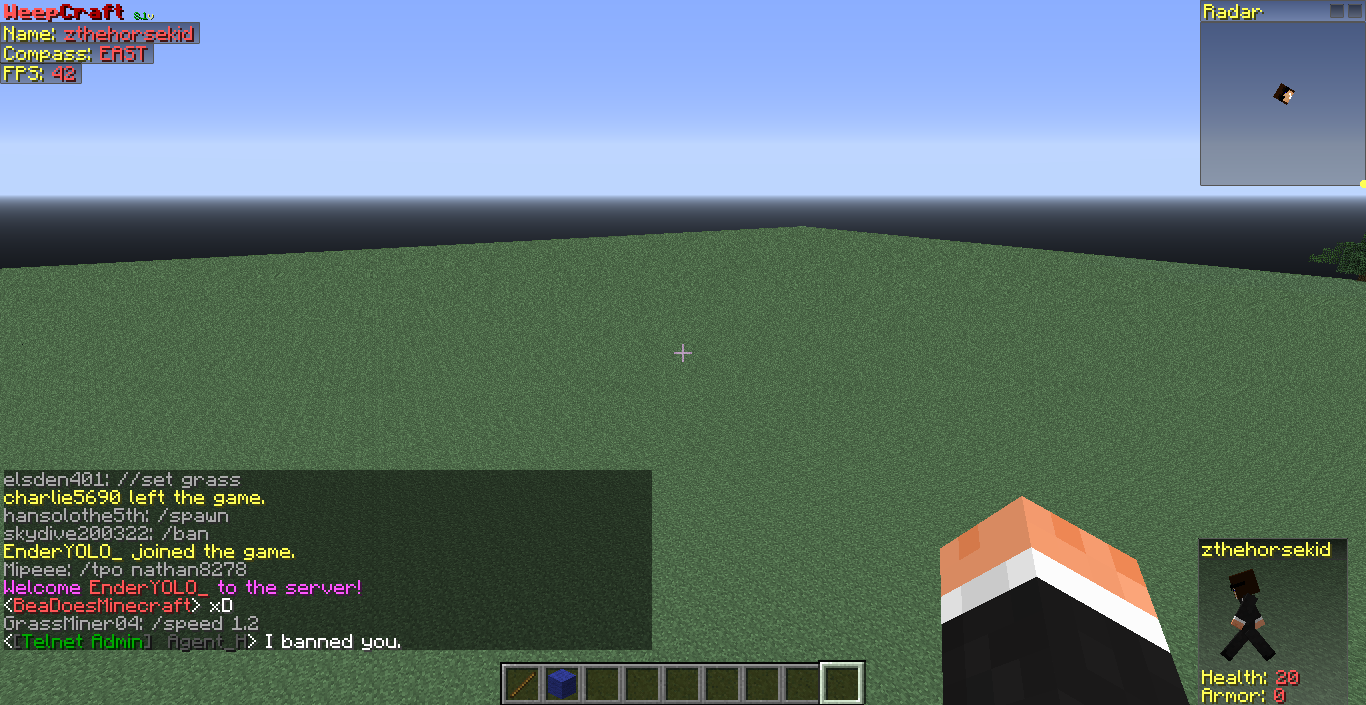 WeepCraft 8.1v
Name: zthehorsekid
Compass: EAST
FPS: 42
Radar
elsden401: //set grass
charlie5690 left the game.
hansolothe5th: /spawn
skydive200322: /ban
EnderYOLO_ joined the game.
Mipeee: /tpo nathan8278
Welcome EnderYOLO_ to the server!
<BeaDoesMinecraft> xD
GrassMiner04: /speed 1.2
<[Telnet Admin] Agent_H> I banned you.
zthehorsekid
Health: 20
Armor: 0